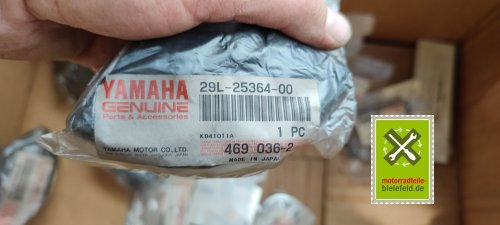 YAMAHA
GENUINE
Parts & Accessories
29L-25364-00
K941011A
1 PC
YAMAHA MOTOR CO.,LTD.
469 036-2
MADE IN JAPAN
motorradteile-
bielefeld.de